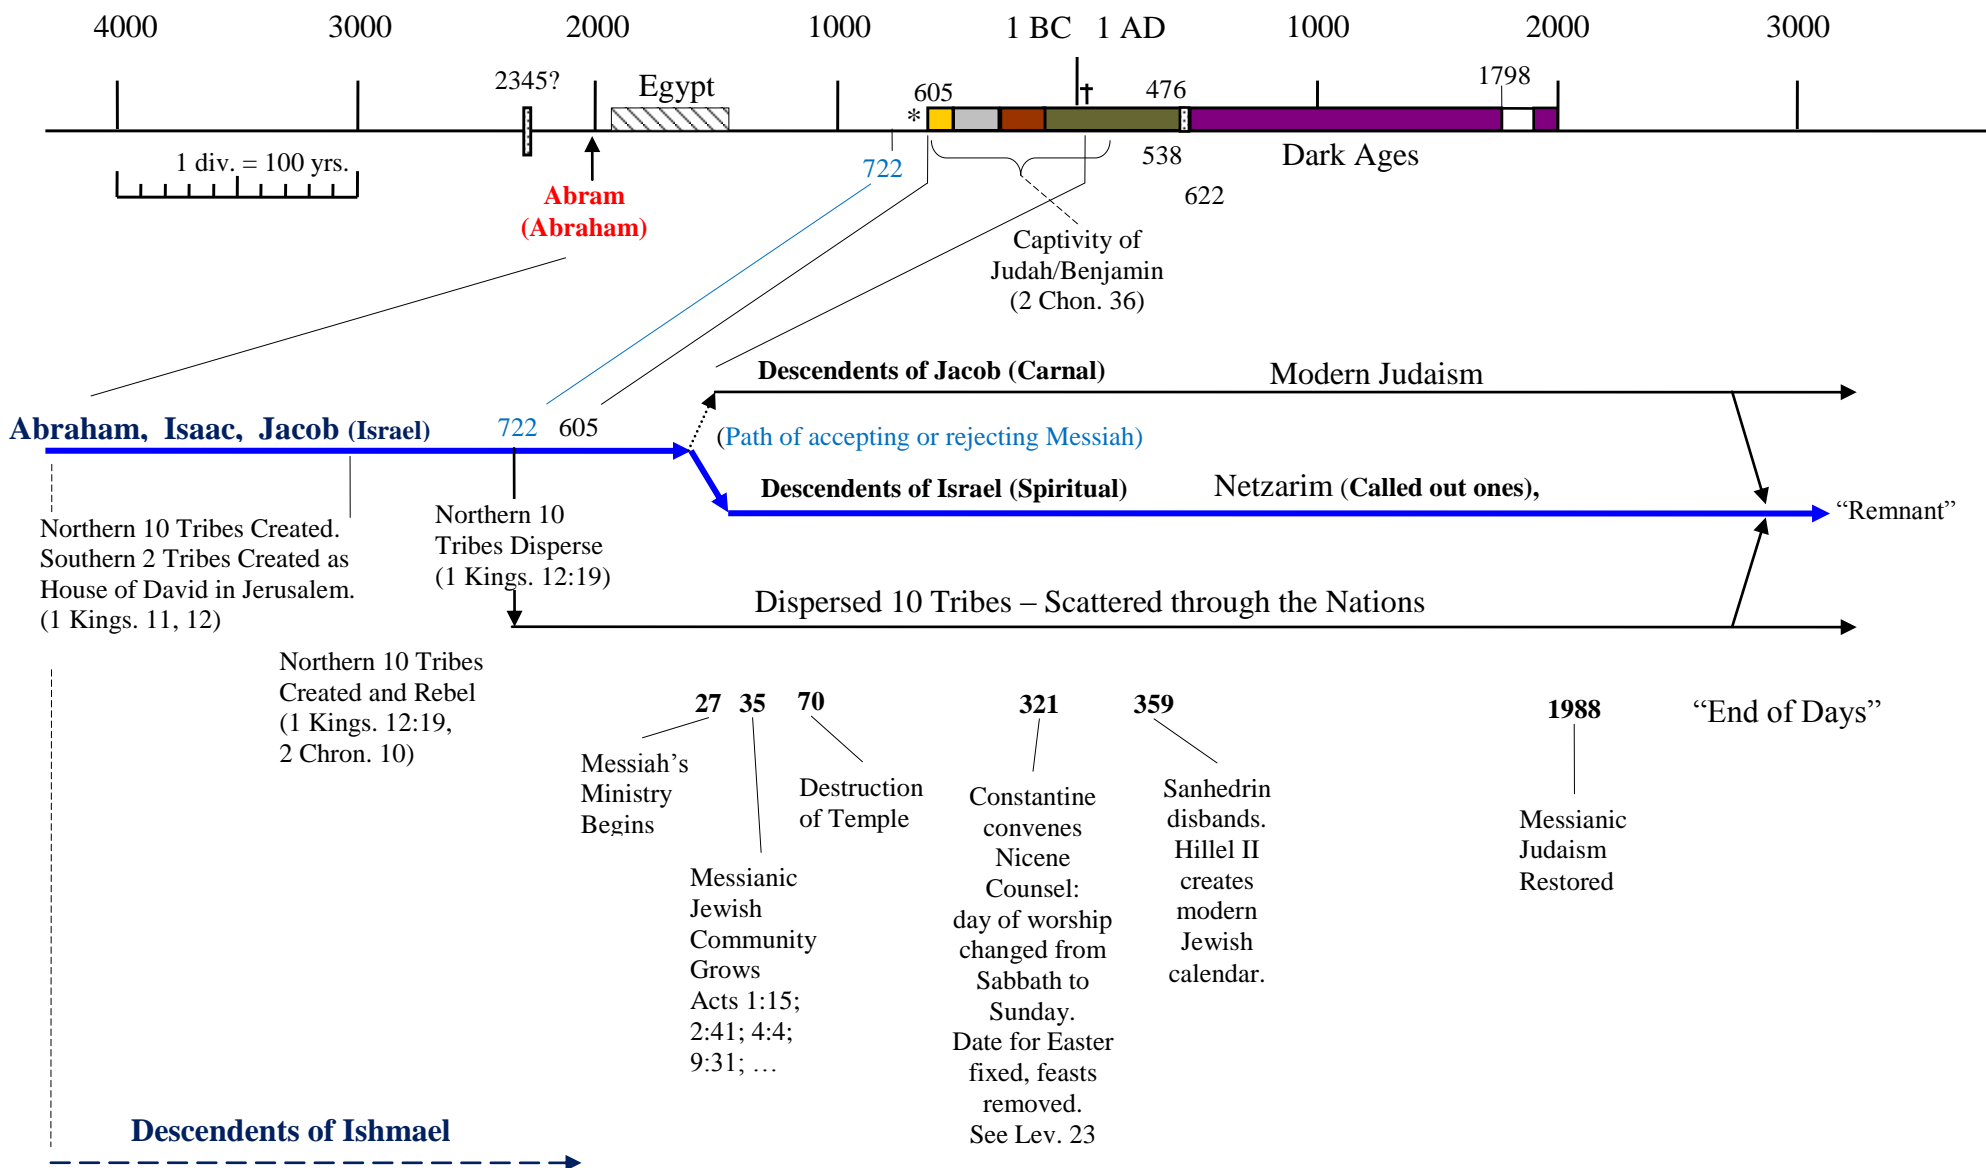 4000 3000 2000 1000 1 BC 1 AD 1000 2000 3000
2345? Egypt 605 476 1798
*
1 div. = 100 yrs.
722
538
Dark Ages
622
Abram
(Abraham)
Captivity of
Judah/Benjamin
(2 Chon. 36)
Descendents of Jacob (Carnal) Modern Judaism
Abraham, Isaac, Jacob (Israel) 722 605
(Path of accepting or rejecting Messiah)
Descendents of Israel (Spiritual) Netzarim (Called out ones),
“Remnant”
Northern 10 Tribes Created.
Southern 2 Tribes Created as
House of David in Jerusalem.
(1 Kings. 11, 12)
Northern 10
Tribes Disperse
(1 Kings. 12:19)
Dispersed 10 Tribes – Scattered through the Nations
Northern 10 Tribes
Created and Rebel
(1 Kings. 12:19,
2 Chron. 10)
27 35 70 321 359 1988 “End of Days”
Messiah’s
Ministry
Begins
Messianic
Jewish
Community
Grows
Acts 1:15;
2:41; 4:4;
9:31; …
Destruction
of Temple
Constantine
convenes
Nicene
Counsel:
day of worship
changed from
Sabbath to
Sunday.
Date for Easter
fixed, feasts
removed.
See Lev. 23
Sanhedrin
disbands.
Hillel II
creates
modern
Jewish
calendar.
Messianic
Judaism
Restored
Descendents of Ishmael